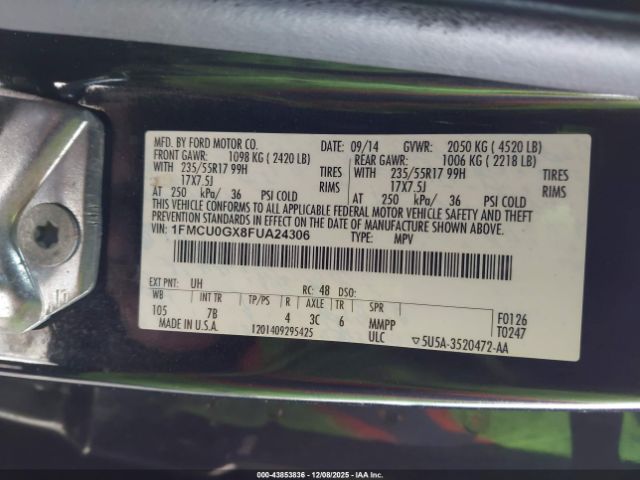 MFD. BY FORD MOTOR CO. DATE: 09/14 GVWR: 2050 KG ( 4520 LB)
FRONT GAWR: 1098 KG ( 2420 LB) REAR GAWR: 1006 KG ( 2218 LB)
WITH 235/55R17 99H TIRES WITH 235/55R17 99H TIRES
17X7.5J RIMS 17X7.5J RIMS
AT 250 kPa/ 36 PSI COLD AT 250 kPa/ 36 PSI COLD
THIS VEHICLE CONFORMS TO ALL APPLICABLE FEDERAL MOTOR VEHICLE SAFETY AND THEFT
PREVENTION STANDARDS IN EFFECT ON THE DATE OF MANUFACTURE SHOWN ABOVE.
VIN: 1FMCU0GX8FUA24306 TYPE: MPV
EXT PNT: UH RC: 48 DSO:
WB INT TR TP/PS R AXLE TR SPR F0126
105 7B 4 3C 6 MMPP T0247
MADE IN U.S.A. 1201409295425 ULC ▽5U5A-3520472-AA
000-43853836 - 12/08/2025 - IAA Inc.